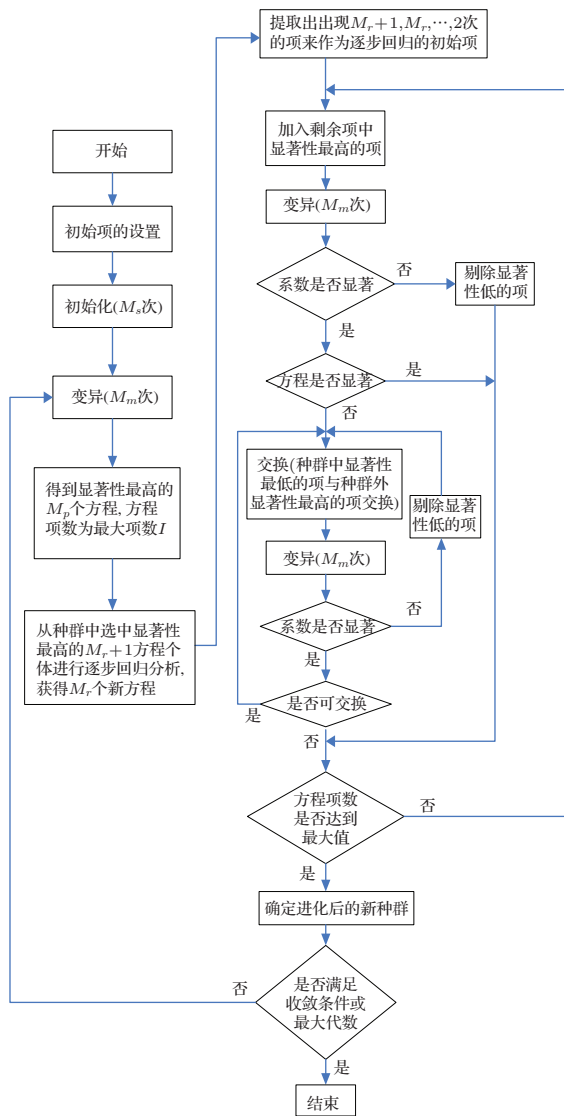 开始
初始项的设置
初始化(Mₛ次)
变异(Mₘ次)
得到显著性最高的
Mₚ个方程, 方程
项数为最大项数I
从种群中选中显著性
最高的Mᵣ+1方程个
体进行逐步回归分析,
获得Mᵣ个新方程
提取出出现Mᵣ+1,Mᵣ,⋯,2次
的项来作为逐步回归的初始项
加入剩余项中
显著性最高的项
变异(Mₘ次)
系数是否显著
否
剔除显著
性低的项
是
方程是否显著
是
否
交换(种群中显著性
最低的项与种群外
显著性最高的项交换)
剔除显著
性低的项
变异(Mₘ次)
系数是否显著
否
是
是否可交换
是
否
方程项数
是否达到
最大值
否
是
确定进化后的新种群
是否满足
收敛条件或
最大代数
否
是
结束